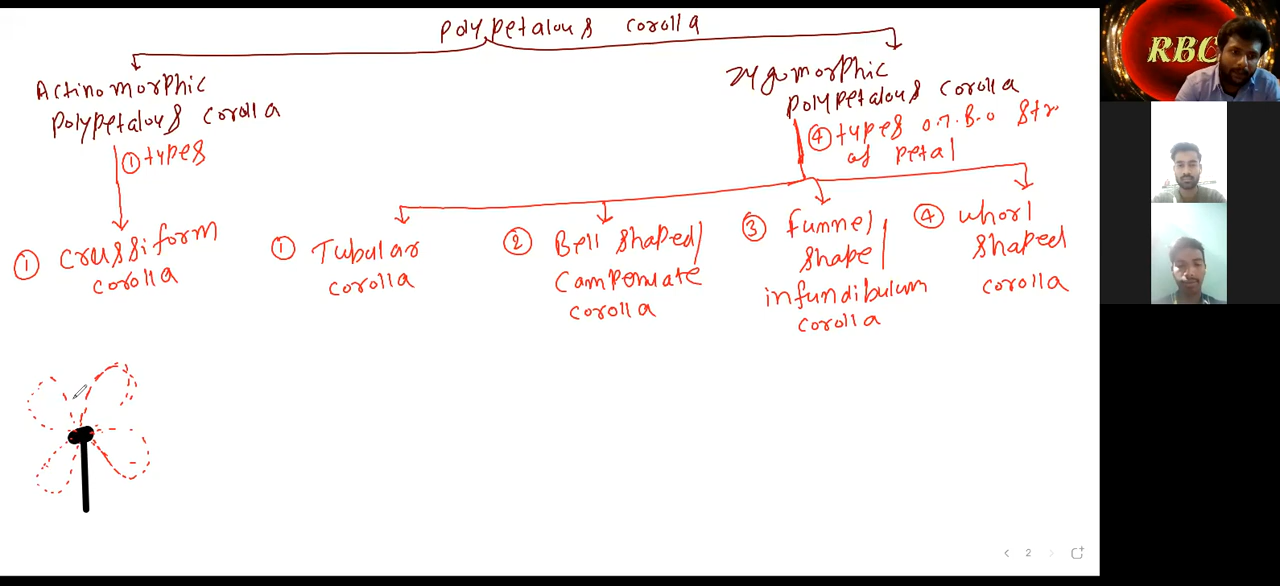 polypetalous corolla
Actinomorphic
polypetalous corolla
① types
① crussiform
corolla
Zygomorphic
polypetalous corolla
④ types o.t.b.o str
of petal
① Tubular
corolla
② Bell shaped/
Campenulate
corolla
③ funnel
shape/
infundibulum
corolla
④ whorl
shaped
corolla
RBC
2